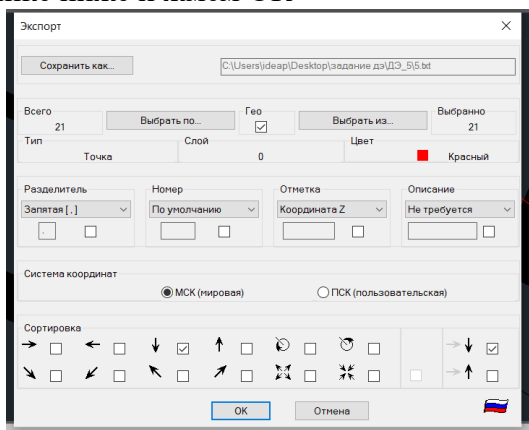 Экспорт
Сохранить как...
C:\Users\ideap\Desktop\задание дэ\ДЭ_5\5.txt
Всего
21
Выбрать по...
Гео
Выбрать из...
Выбранно
21
Тип
Точка
Слой
0
Цвет
Красный
Разделитель
Номер
Отметка
Описание
Запятая [ , ]
По умолчанию
Координата Z
Не требуется
,
Система координат
МСК (мировая)
ПСК (пользовательская)
Сортировка
OK
Отмена